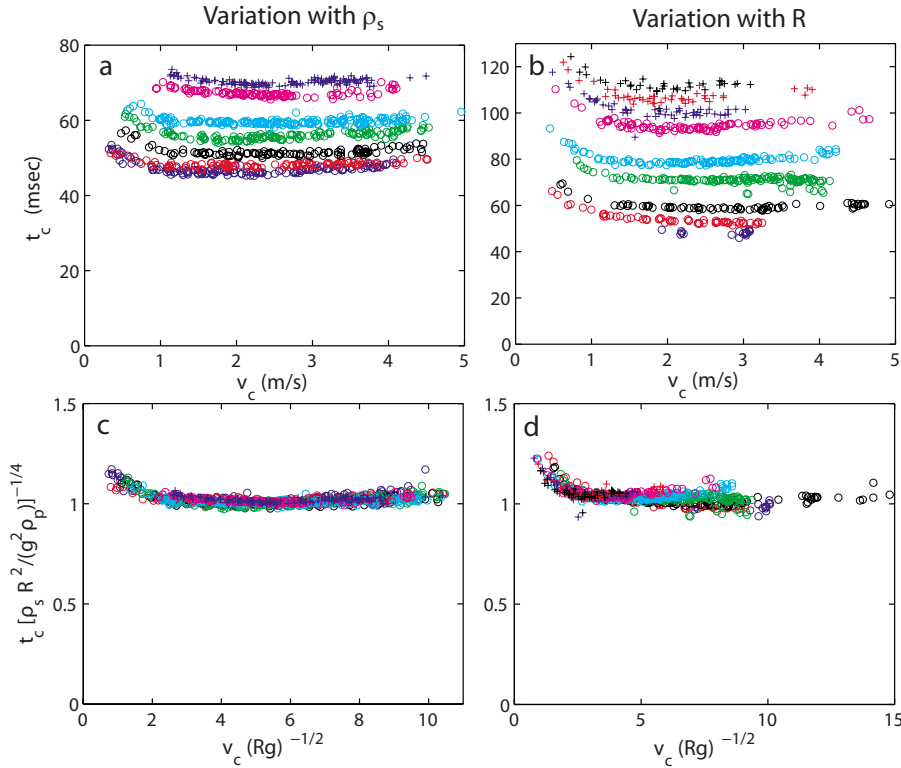 Variation with ρs
Variation with R
a
80
60
40
20
0
tc (msec)
0 1 2 3 4 5
vc (m/s)
b
120
100
80
60
40
20
0
0 1 2 3 4 5
vc (m/s)
c
1.5
1
0.5
0
tc [ρs R2/(g2ρp)]−1/4
0 2 4 6 8 10
vc (Rg) −1/2
d
1.5
1
0.5
0
0 5 10 15
vc (Rg) −1/2